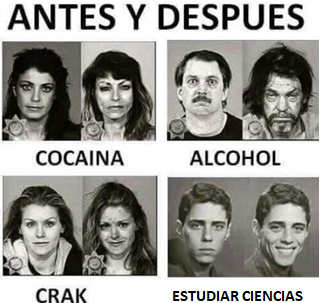 ANTES Y DESPUES
COCAINA
ALCOHOL
CRAK
ESTUDIAR CIENCIAS